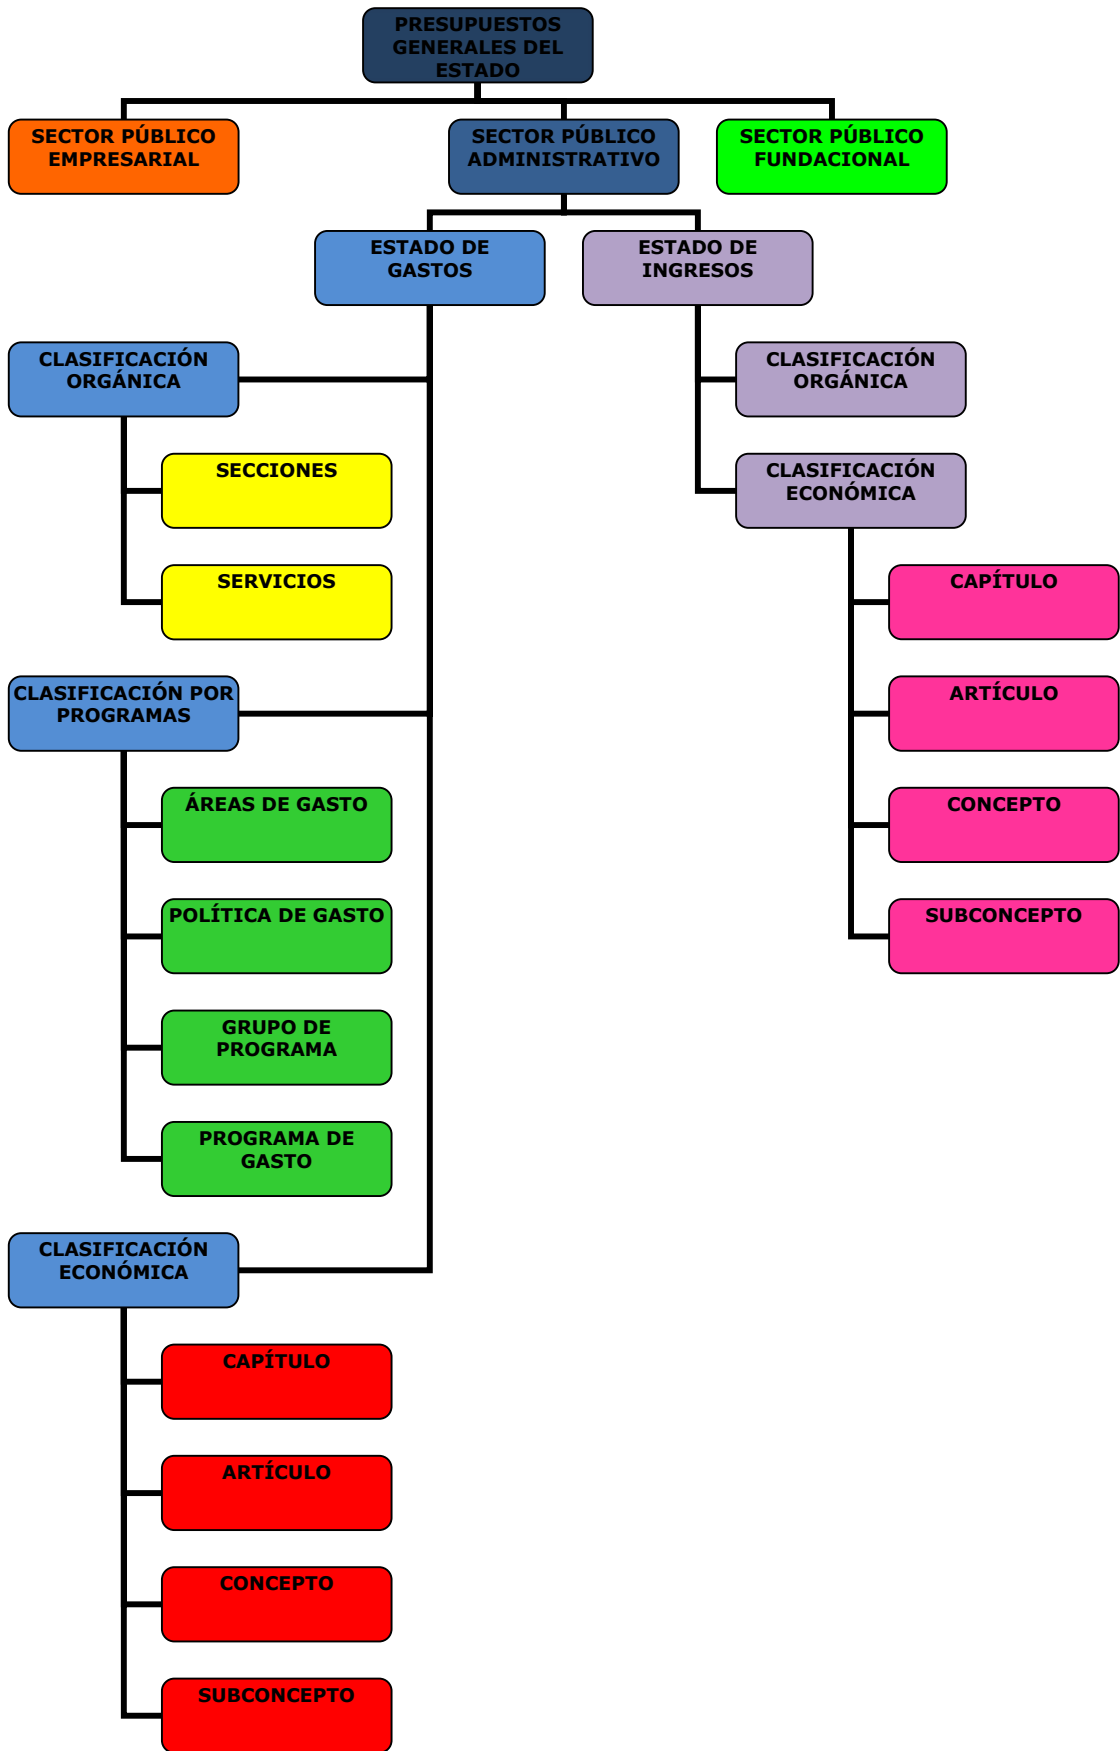 PRESUPUESTOS
GENERALES DEL
ESTADO
SECTOR PÚBLICO
EMPRESARIAL
SECTOR PÚBLICO
ADMINISTRATIVO
SECTOR PÚBLICO
FUNDACIONAL
ESTADO DE
GASTOS
ESTADO DE
INGRESOS
CLASIFICACIÓN
ORGÁNICA
SECCIONES
SERVICIOS
CLASIFICACIÓN POR
PROGRAMAS
ÁREAS DE GASTO
POLÍTICA DE GASTO
GRUPO DE
PROGRAMA
PROGRAMA DE
GASTO
CLASIFICACIÓN
ECONÓMICA
CAPÍTULO
ARTÍCULO
CONCEPTO
SUBCONCEPTO
CLASIFICACIÓN
ORGÁNICA
CLASIFICACIÓN
ECONÓMICA
CAPÍTULO
ARTÍCULO
CONCEPTO
SUBCONCEPTO